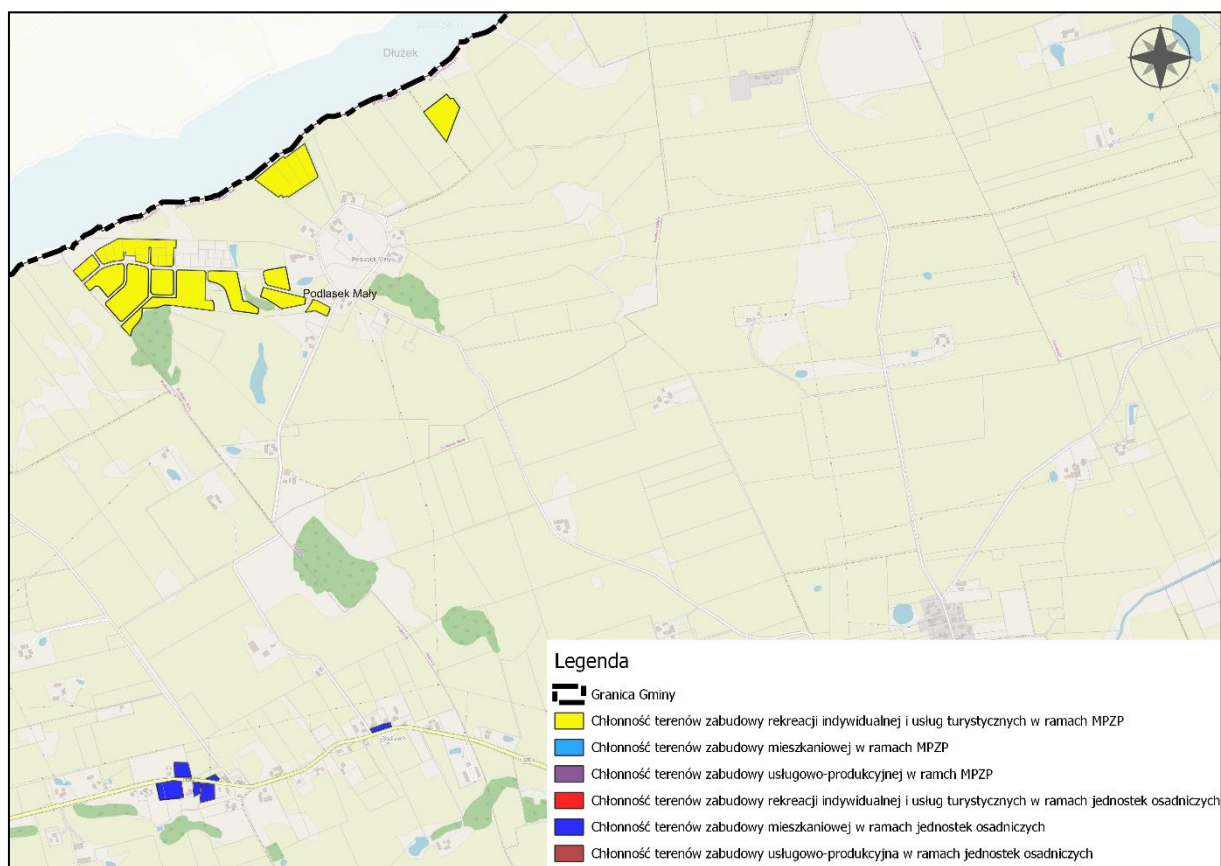 Dłużek
Podlasek Mały
Legenda
Granica Gminy
Chłonność terenów zabudowy rekreacji indywidualnej i usług turystycznych w ramach MPZP
Chłonność terenów zabudowy mieszkaniowej w ramach MPZP
Chłonność terenów zabudowy usługowo-produkcyjnej w ramch MPZP
Chłonność terenów zabudowy rekreacji indywidualnej i usług turystycznych w ramach jednostek osadniczych
Chłonność terenów zabudowy mieszkaniowej w ramach jednostek osadniczych
Chłonność terenów zabudowy usługowo-produkcyjna w ramach jednostek osadniczych